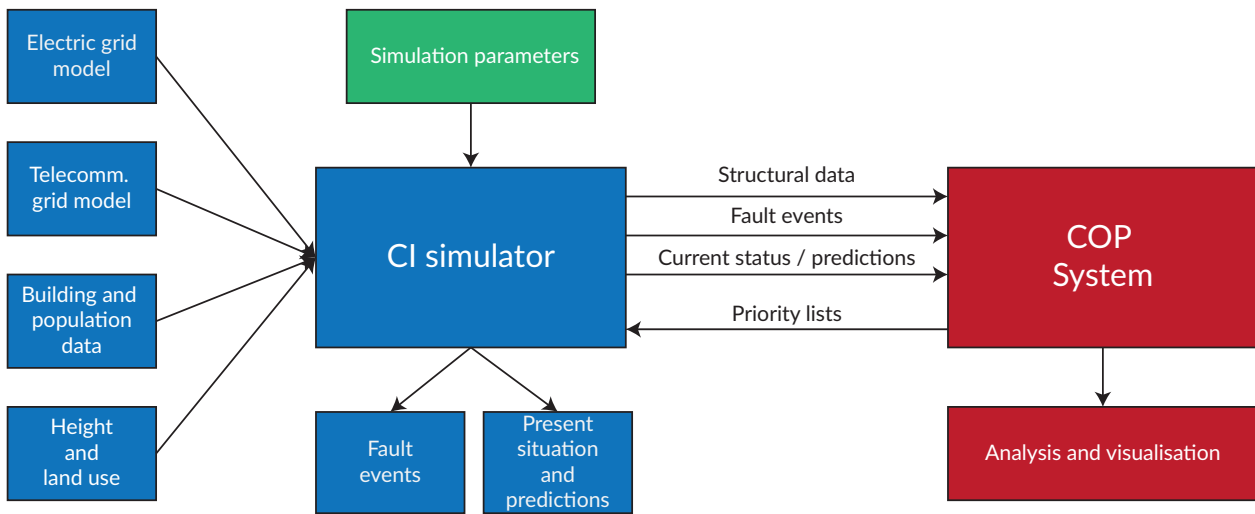 Electric grid
model
Simulation parameters
Telecomm.
grid model
Building and
population
data
Height
and
land use
CI simulator
Structural data
Fault events
Current status / predictions
Priority lists
COP
System
Fault
events
Present
situation
and
predictions
Analysis and visualisation